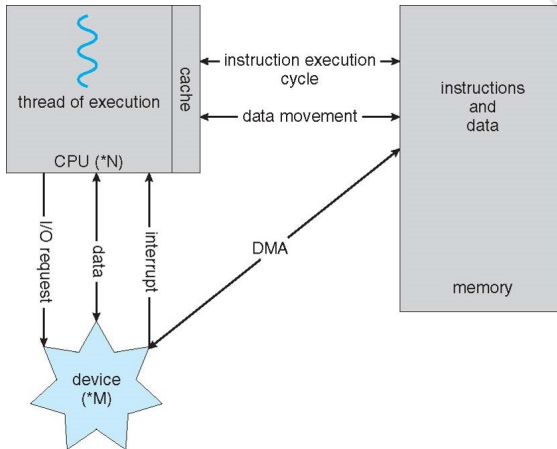 thread of execution
cache
CPU (*N)
instruction execution
cycle
data movement
instructions
and
data
memory
I/O request
data
interrupt
DMA
device
(*M)